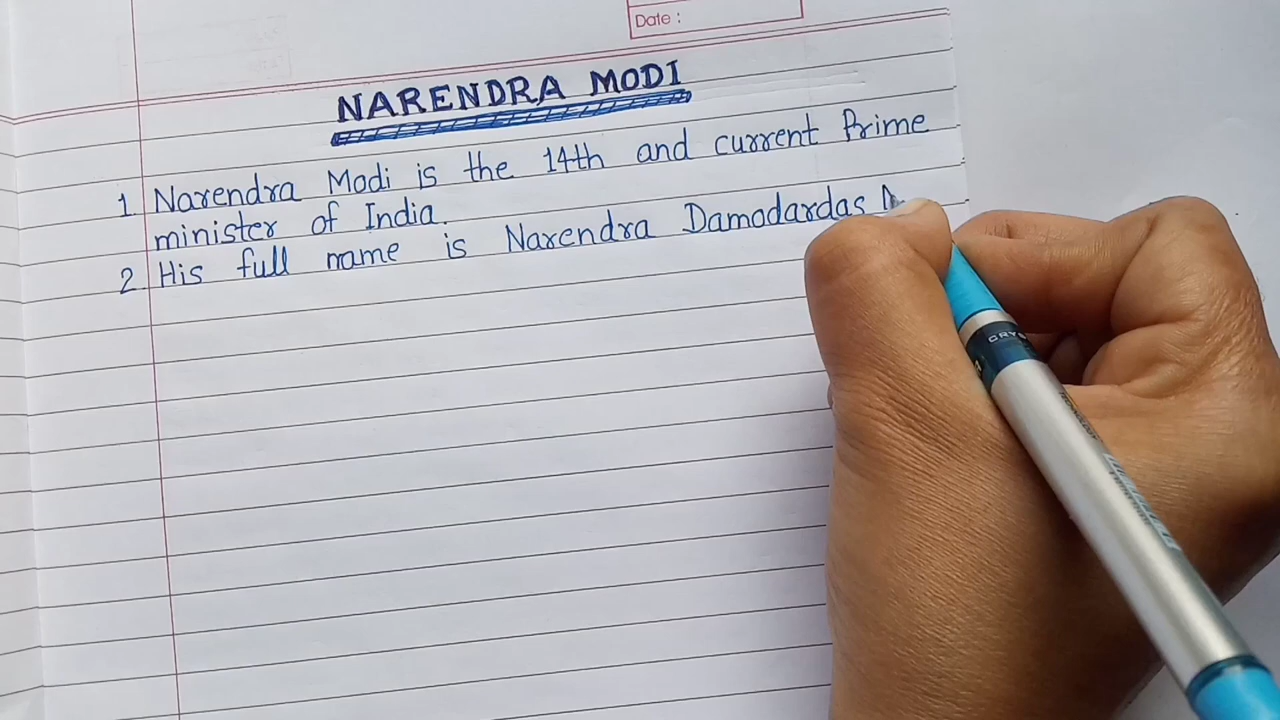 Date :
NARENDRA MODI
1. Narendra Modi is the 14th and current Prime
minister of India.
2. His full name is Narendra Damodardas